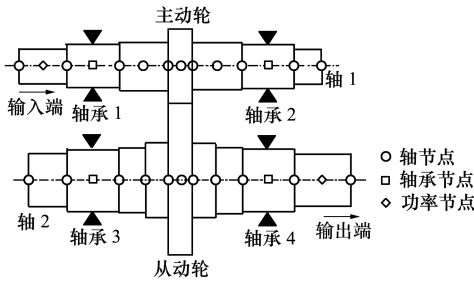 主动轮
轴 1
输入端
轴承 1
轴承 2
轴节点
轴承节点
功率节点
轴 2
轴承 3
轴承 4
输出端
从动轮